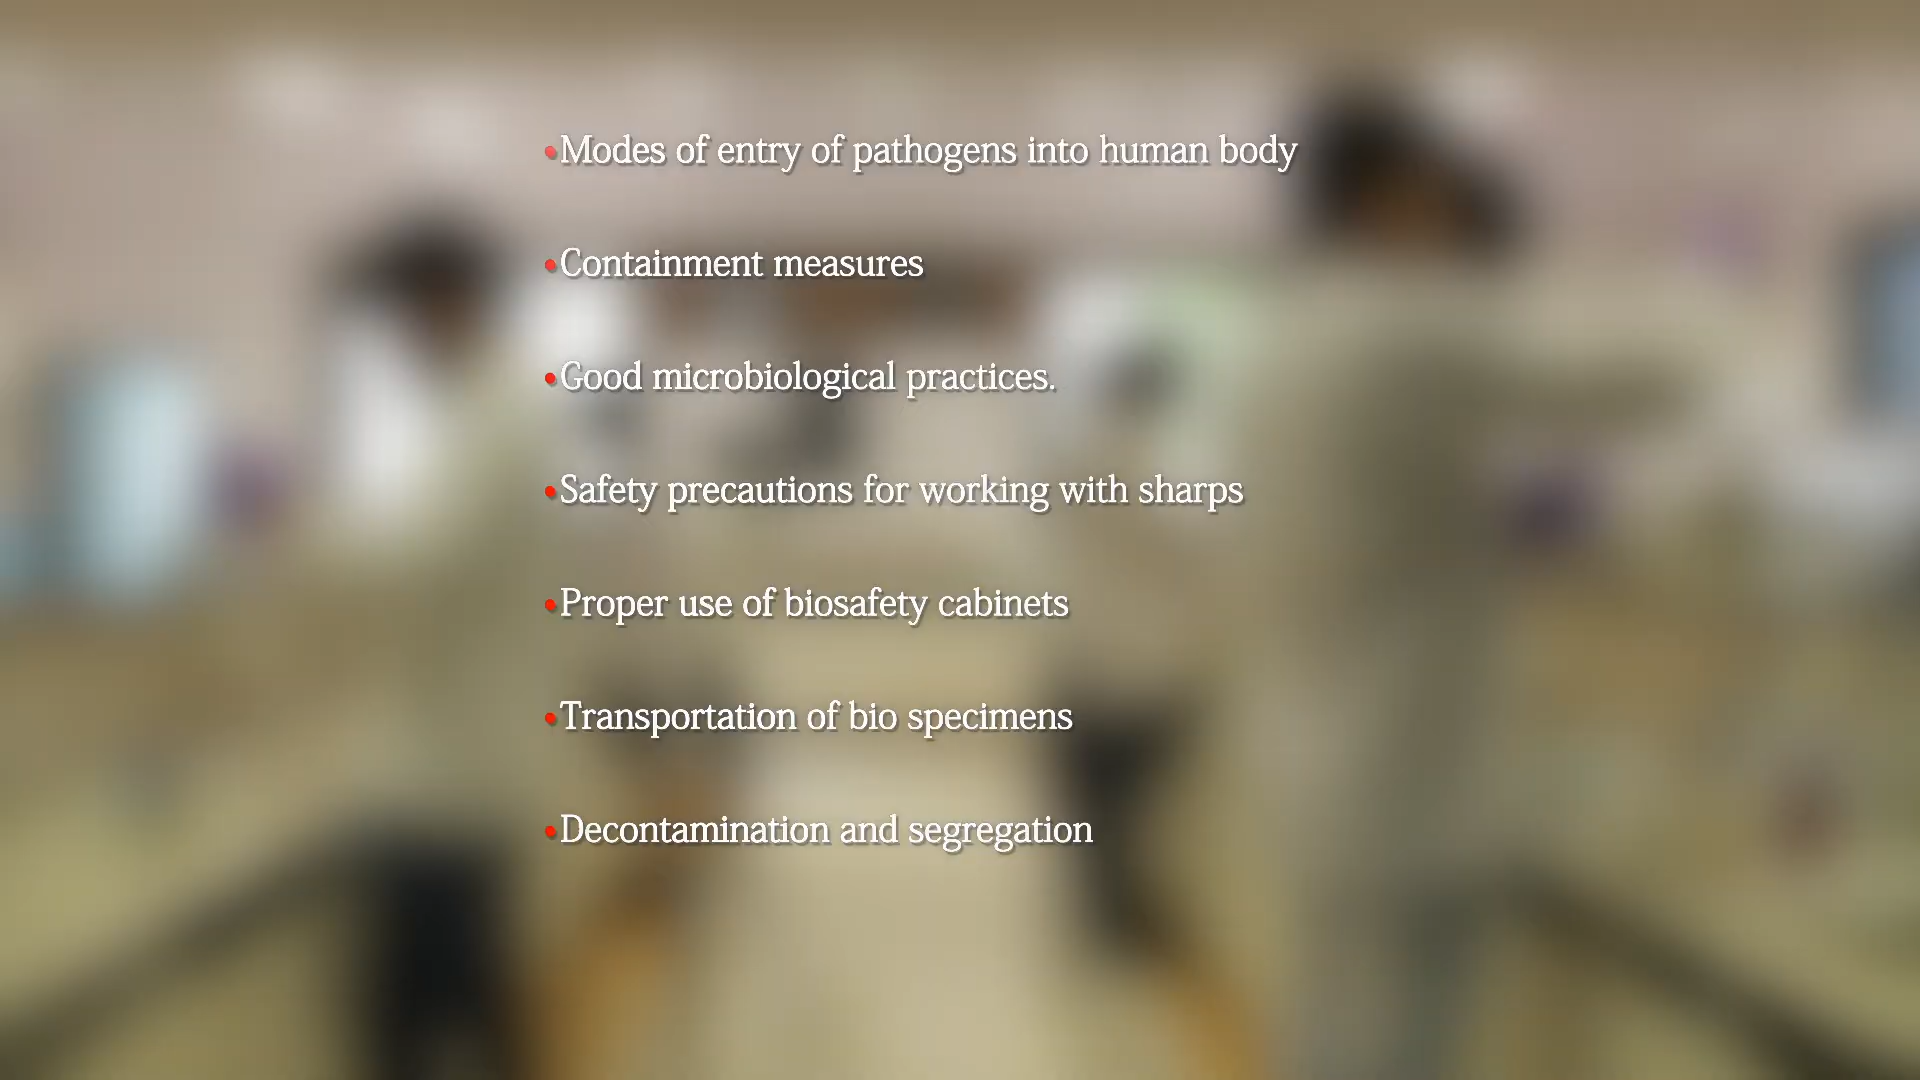 •Modes of entry of pathogens into human body
•Containment measures
•Good microbiological practices.
•Safety precautions for working with sharps
•Proper use of biosafety cabinets
•Transportation of bio specimens
•Decontamination and segregation